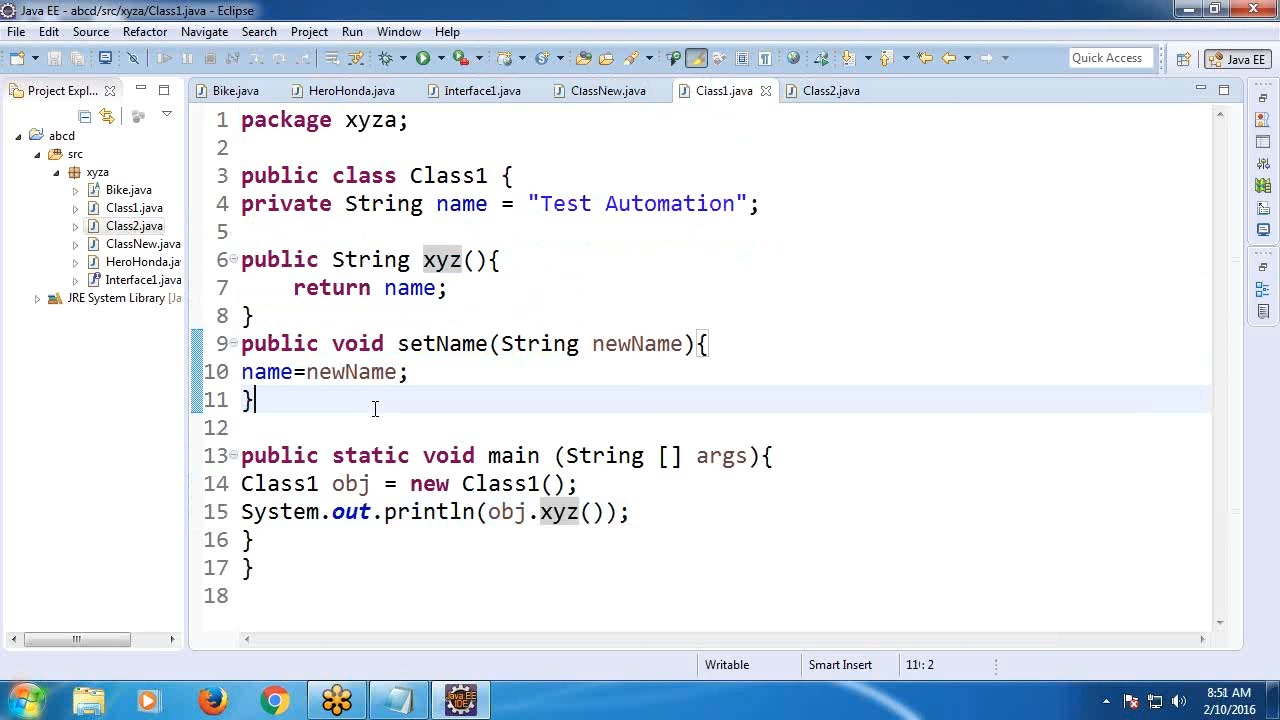 Java EE - abcd/src/xyza/Class1.java - Eclipse
File Edit Source Refactor Navigate Search Project Run Window Help
Quick Access
Java EE
Project Expl...
Bike.java HeroHonda.java Interface1.java ClassNew.java Class1.java Class2.java
abcd
src
xyza
Bike.java
Class1.java
Class2.java
ClassNew.java
HeroHonda.ja
Interface1.java
JRE System Library [Ja
1 package xyza;
2
3 public class Class1 {
4 private String name = "Test Automation";
5
6 public String xyz(){
7 return name;
8 }
9 public void setName(String newName){
10 name=newName;
11 }
12
13 public static void main (String [] args){
14 Class1 obj = new Class1();
15 System.out.println(obj.xyz());
16 }
17 }
18
Writable Smart Insert 11 : 2
Java EE
IDE
8:51 AM
2/10/2016